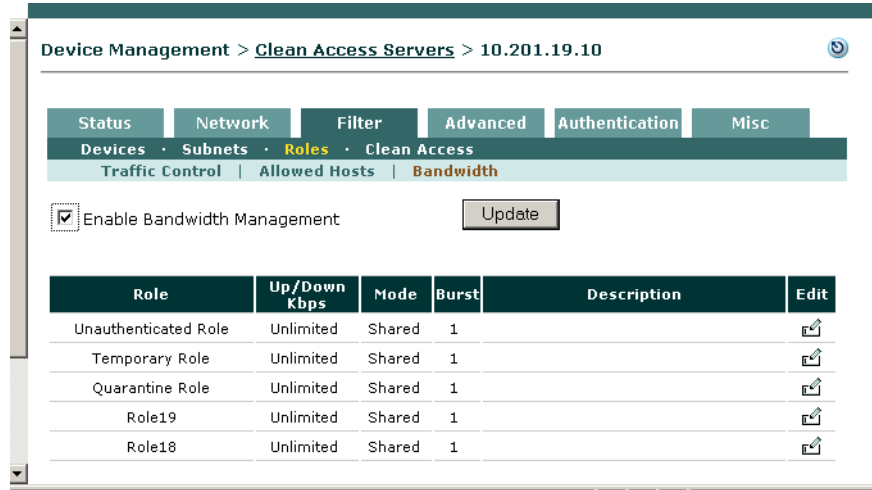 Device Management > Clean Access Servers > 10.201.19.10
Status Network Filter Advanced Authentication Misc
Devices · Subnets · Roles · Clean Access
Traffic Control | Allowed Hosts | Bandwidth
Enable Bandwidth Management Update
Role Up/Down Kbps Mode Burst Description Edit
Unauthenticated Role Unlimited Shared 1
Temporary Role Unlimited Shared 1
Quarantine Role Unlimited Shared 1
Role19 Unlimited Shared 1
Role18 Unlimited Shared 1